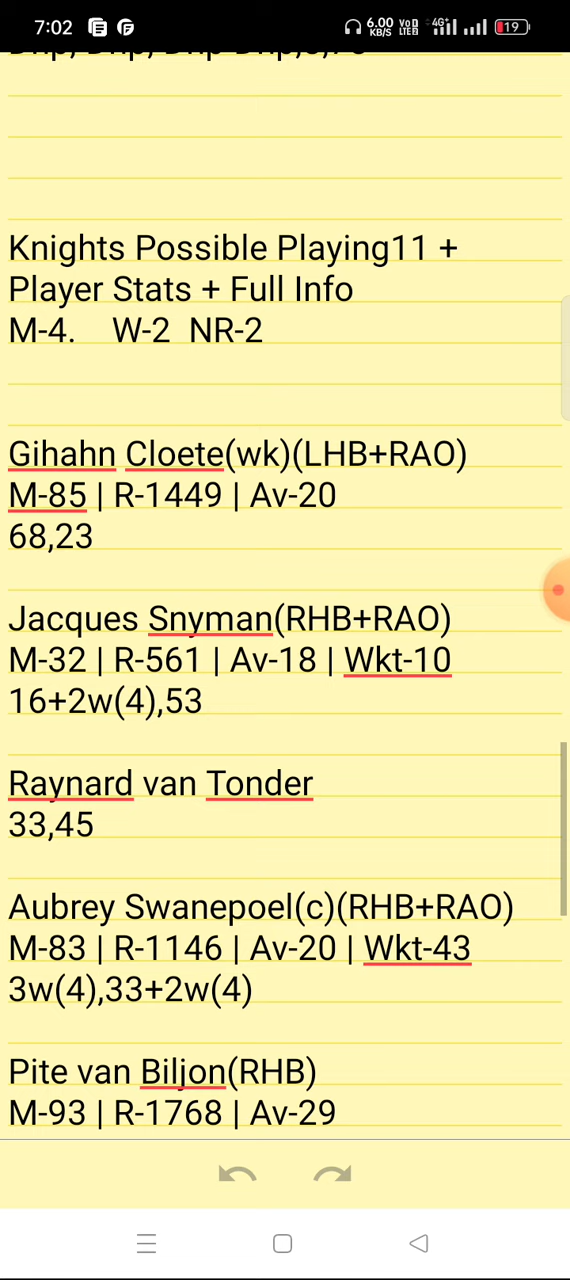 7:02
6.00 KB/S
Vo LTE
4G+
19
Knights Possible Playing11 +
Player Stats + Full Info
M-4. W-2 NR-2
Gihahn Cloete(wk)(LHB+RAO)
M-85 | R-1449 | Av-20
68,23
Jacques Snyman(RHB+RAO)
M-32 | R-561 | Av-18 | Wkt-10
16+2w(4),53
Raynard van Tonder
33,45
Aubrey Swanepoel(c)(RHB+RAO)
M-83 | R-1146 | Av-20 | Wkt-43
3w(4),33+2w(4)
Pite van Biljon(RHB)
M-93 | R-1768 | Av-29